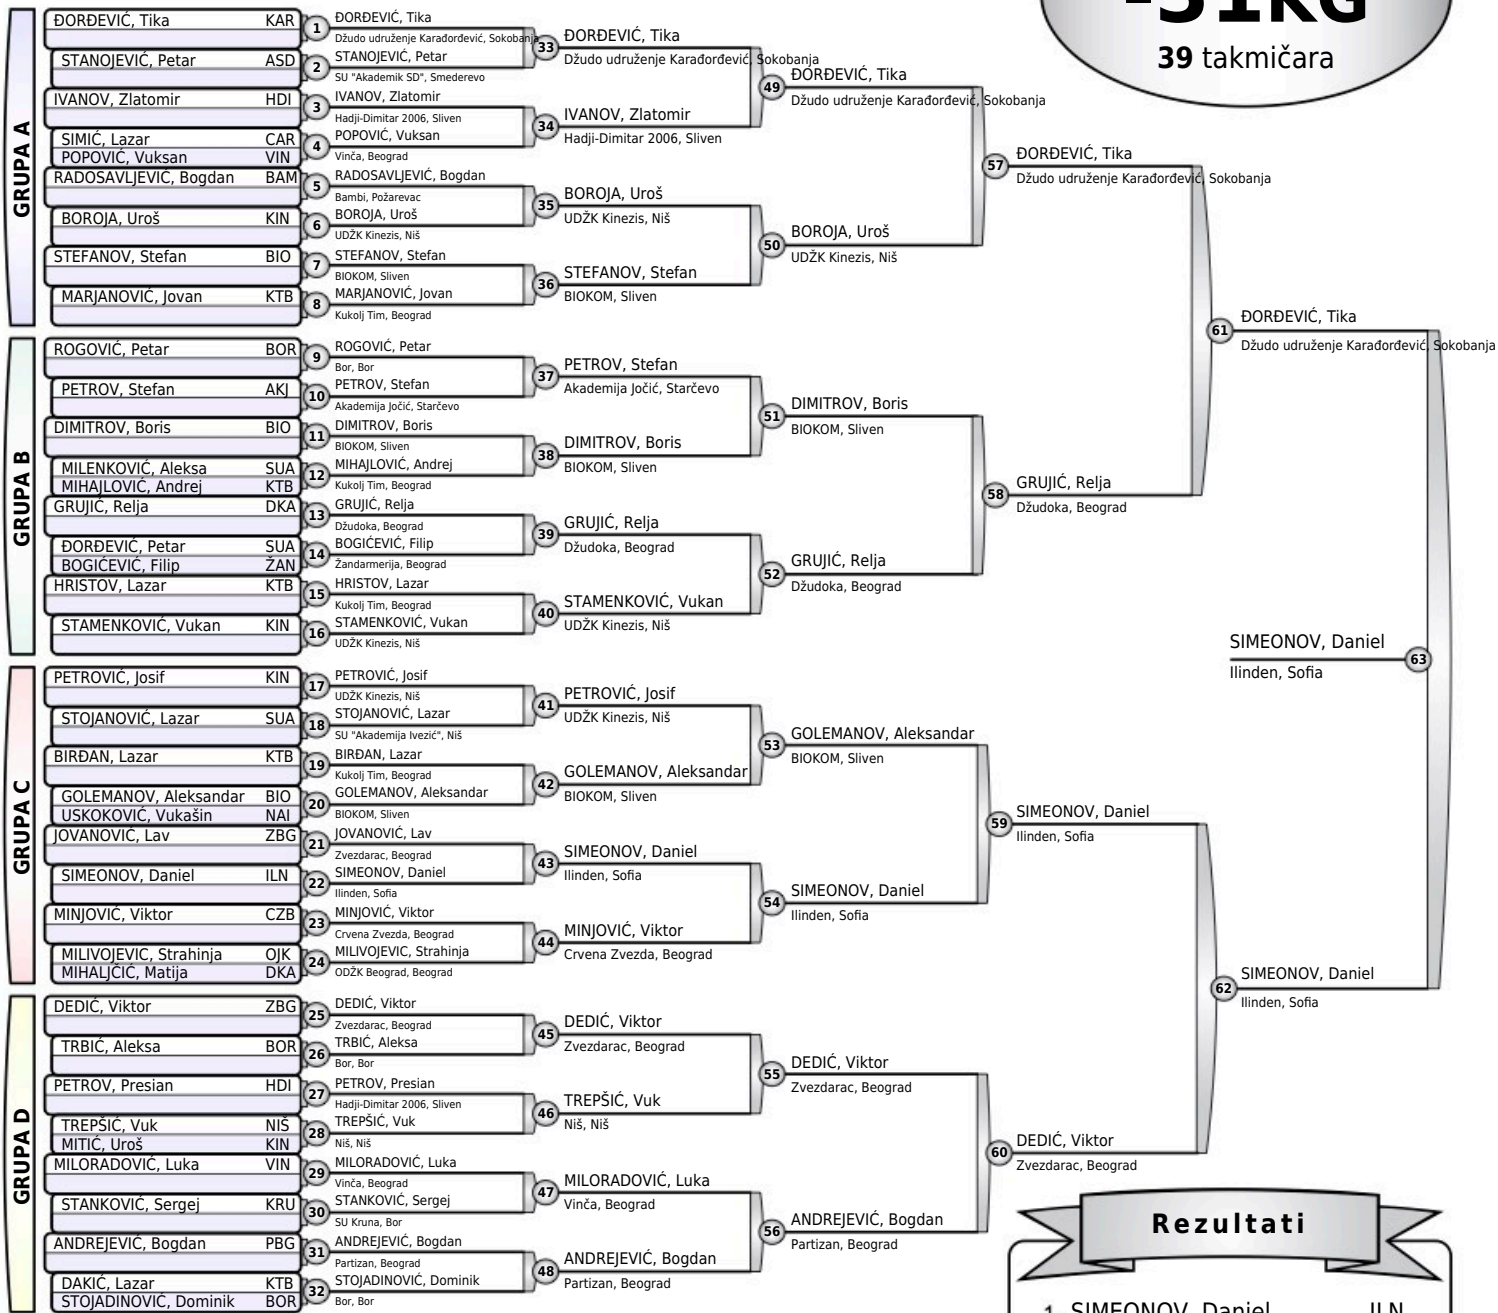 -31KG
39 takmičara
GRUPA A
ĐORĐEVIĆ, Tika KAR
STANOJEVIĆ, Petar ASD
IVANOV, Zlatomir HDI
SIMIĆ, Lazar CAR
POPOVIĆ, Vuksan VIN
RADOSAVLJEVIĆ, Bogdan BAM
BOROJA, Uroš KIN
STEFANOV, Stefan BIO
MARJANOVIĆ, Jovan KTB
1 ĐORĐEVIĆ, Tika
Džudo udruženje Karađorđević, Sokobanja
2 STANOJEVIĆ, Petar
SU "Akademik SD", Smederevo
3 IVANOV, Zlatomir
Hadji-Dimitar 2006, Sliven
4 POPOVIĆ, Vuksan
Vinča, Beograd
5 RADOSAVLJEVIĆ, Bogdan
Bambi, Požarevac
6 BOROJA, Uroš
UDŽK Kinezis, Niš
7 STEFANOV, Stefan
BIOKOM, Sliven
8 MARJANOVIĆ, Jovan
Kukolj Tim, Beograd
33 ĐORĐEVIĆ, Tika
Džudo udruženje Karađorđević, Sokobanja
34 IVANOV, Zlatomir
Hadji-Dimitar 2006, Sliven
35 BOROJA, Uroš
UDŽK Kinezis, Niš
36 STEFANOV, Stefan
BIOKOM, Sliven
49 ĐORĐEVIĆ, Tika
Džudo udruženje Karađorđević, Sokobanja
50 BOROJA, Uroš
UDŽK Kinezis, Niš
57 ĐORĐEVIĆ, Tika
Džudo udruženje Karađorđević, Sokobanja
GRUPA B
ROGOVIĆ, Petar BOR
PETROV, Stefan AKJ
DIMITROV, Boris BIO
MILENKOVIĆ, Aleksa SUA
MIHAJLOVIĆ, Andrej KTB
GRUJIĆ, Relja DKA
ĐORĐEVIĆ, Petar SUA
BOGIĆEVIĆ, Filip ŽAN
HRISTOV, Lazar KTB
STAMENKOVIĆ, Vukan KIN
9 ROGOVIĆ, Petar
Bor, Bor
10 PETROV, Stefan
Akademija Jočić, Starčevo
11 DIMITROV, Boris
BIOKOM, Sliven
12 MIHAJLOVIĆ, Andrej
Kukolj Tim, Beograd
13 GRUJIĆ, Relja
Džudoka, Beograd
14 BOGIĆEVIĆ, Filip
Žandarmerija, Beograd
15 HRISTOV, Lazar
Kukolj Tim, Beograd
16 STAMENKOVIĆ, Vukan
UDŽK Kinezis, Niš
37 PETROV, Stefan
Akademija Jočić, Starčevo
38 DIMITROV, Boris
BIOKOM, Sliven
39 GRUJIĆ, Relja
Džudoka, Beograd
40 STAMENKOVIĆ, Vukan
UDŽK Kinezis, Niš
51 DIMITROV, Boris
BIOKOM, Sliven
52 GRUJIĆ, Relja
Džudoka, Beograd
58 GRUJIĆ, Relja
Džudoka, Beograd
61 ĐORĐEVIĆ, Tika
Džudo udruženje Karađorđević, Sokobanja
GRUPA C
PETROVIĆ, Josif KIN
STOJANOVIĆ, Lazar SUA
BIRĐAN, Lazar KTB
GOLEMANOV, Aleksandar BIO
USKOKOVIĆ, Vukašin NAI
JOVANOVIĆ, Lav ZBG
SIMEONOV, Daniel ILN
MINJOVIĆ, Viktor CZB
MILIVOJEVIC, Strahinja OJK
MIHALJČIĆ, Matija DKA
17 PETROVIĆ, Josif
UDŽK Kinezis, Niš
18 STOJANOVIĆ, Lazar
SU "Akademija Ivezić", Niš
19 BIRĐAN, Lazar
Kukolj Tim, Beograd
20 GOLEMANOV, Aleksandar
BIOKOM, Sliven
21 JOVANOVIĆ, Lav
Zvezdarac, Beograd
22 SIMEONOV, Daniel
Ilinden, Sofia
23 MINJOVIĆ, Viktor
Crvena Zvezda, Beograd
24 MILIVOJEVIC, Strahinja
ODŽK Beograd, Beograd
41 PETROVIĆ, Josif
UDŽK Kinezis, Niš
42 GOLEMANOV, Aleksandar
BIOKOM, Sliven
43 SIMEONOV, Daniel
Ilinden, Sofia
44 MINJOVIĆ, Viktor
Crvena Zvezda, Beograd
53 GOLEMANOV, Aleksandar
BIOKOM, Sliven
54 SIMEONOV, Daniel
Ilinden, Sofia
59 SIMEONOV, Daniel
Ilinden, Sofia
GRUPA D
DEDIĆ, Viktor ZBG
TRBIĆ, Aleksa BOR
PETROV, Presian HDI
TREPŠIĆ, Vuk NIŠ
MITIĆ, Uroš KIN
MILORADOVIĆ, Luka VIN
STANKOVIĆ, Sergej KRU
ANDREJEVIĆ, Bogdan PBG
DAKIĆ, Lazar KTB
STOJADINOVIĆ, Dominik BOR
25 DEDIĆ, Viktor
Zvezdarac, Beograd
26 TRBIĆ, Aleksa
Bor, Bor
27 PETROV, Presian
Hadji-Dimitar 2006, Sliven
28 TREPŠIĆ, Vuk
Niš, Niš
29 MILORADOVIĆ, Luka
Vinča, Beograd
30 STANKOVIĆ, Sergej
SU Kruna, Bor
31 ANDREJEVIĆ, Bogdan
Partizan, Beograd
32 STOJADINOVIĆ, Dominik
Bor, Bor
45 DEDIĆ, Viktor
Zvezdarac, Beograd
46 TREPŠIĆ, Vuk
Niš, Niš
47 MILORADOVIĆ, Luka
Vinča, Beograd
48 ANDREJEVIĆ, Bogdan
Partizan, Beograd
55 DEDIĆ, Viktor
Zvezdarac, Beograd
56 ANDREJEVIĆ, Bogdan
Partizan, Beograd
60 DEDIĆ, Viktor
Zvezdarac, Beograd
62 SIMEONOV, Daniel
Ilinden, Sofia
SIMEONOV, Daniel 63
Ilinden, Sofia
Rezultati
1 SIMEONOV, Daniel ILN